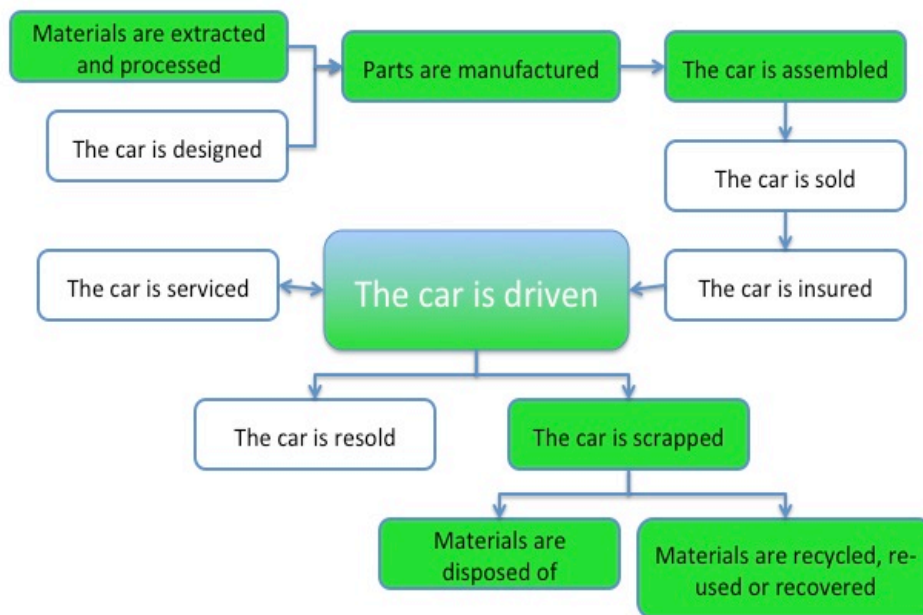 Materials are extracted
and processed
Parts are manufactured
The car is assembled
The car is designed
The car is sold
The car is serviced
The car is driven
The car is insured
The car is resold
The car is scrapped
Materials are
disposed of
Materials are recycled, re-
used or recovered